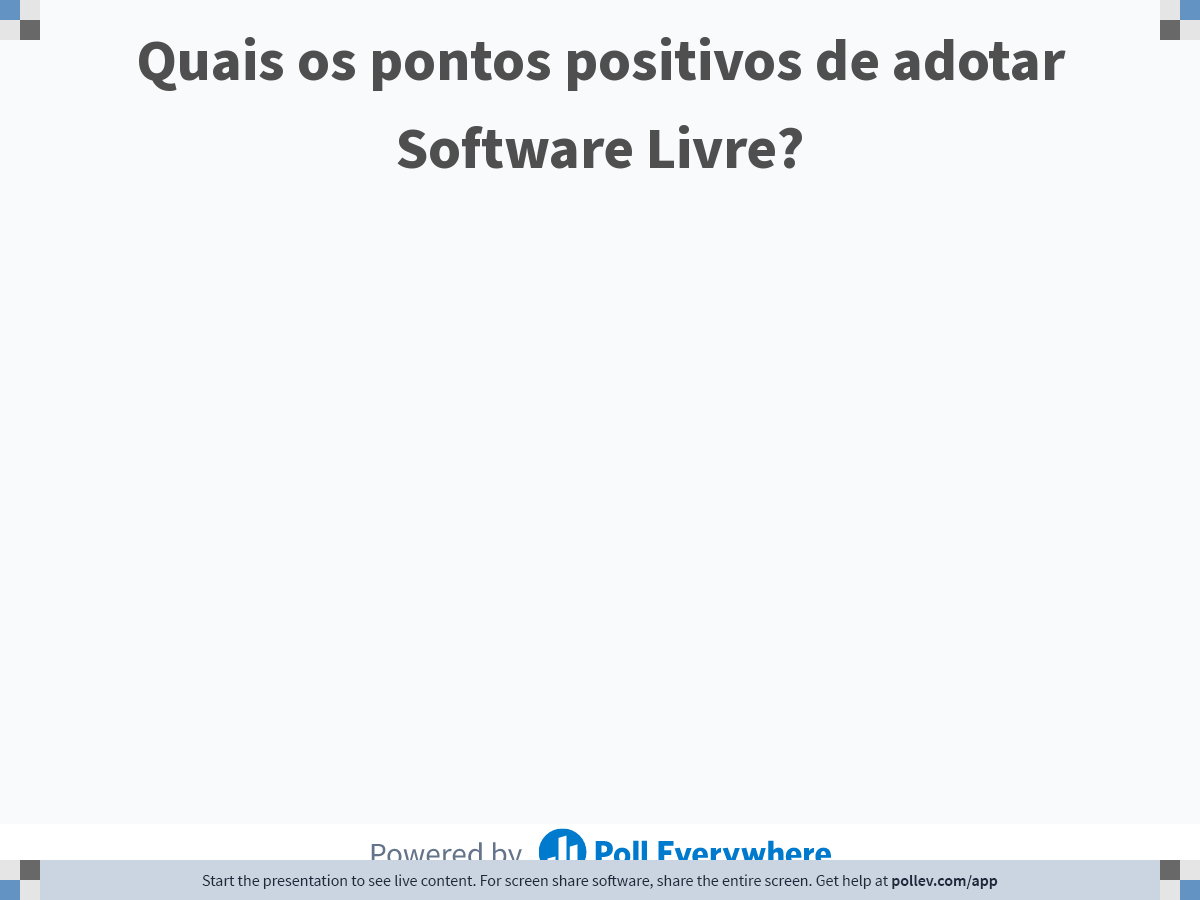 Quais os pontos positivos de adotar
Software Livre?
Powered by Poll Everywhere
Start the presentation to see live content. For screen share software, share the entire screen. Get help at pollev.com/app